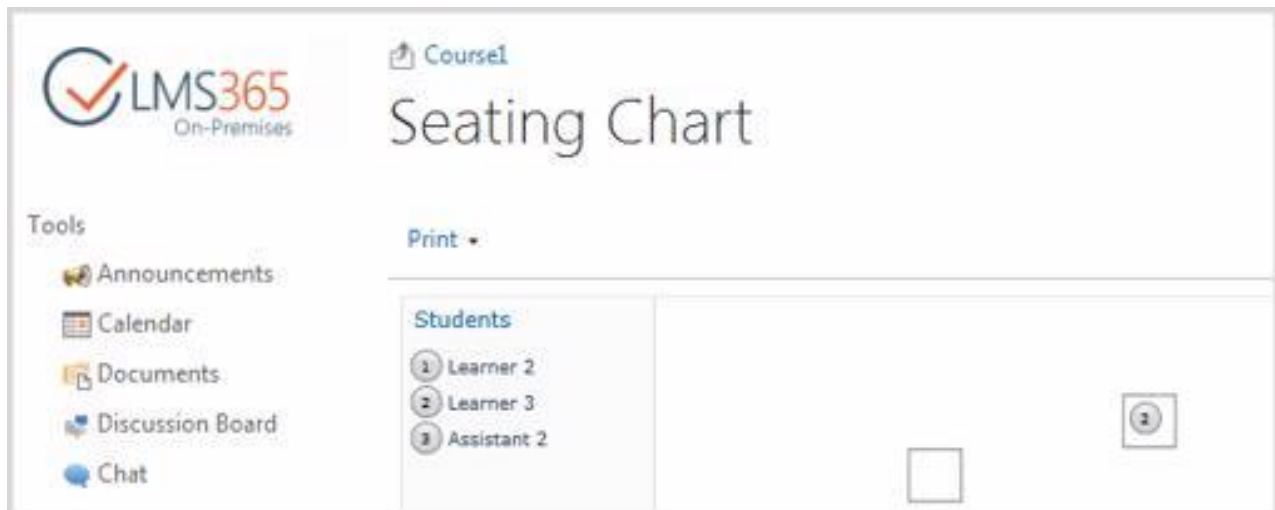 LMS365
On-Premises
Course1
Seating Chart
Tools
Announcements
Calendar
Documents
Discussion Board
Chat
Print
Students
1 Learner 2
2 Learner 3
3 Assistant 2
2